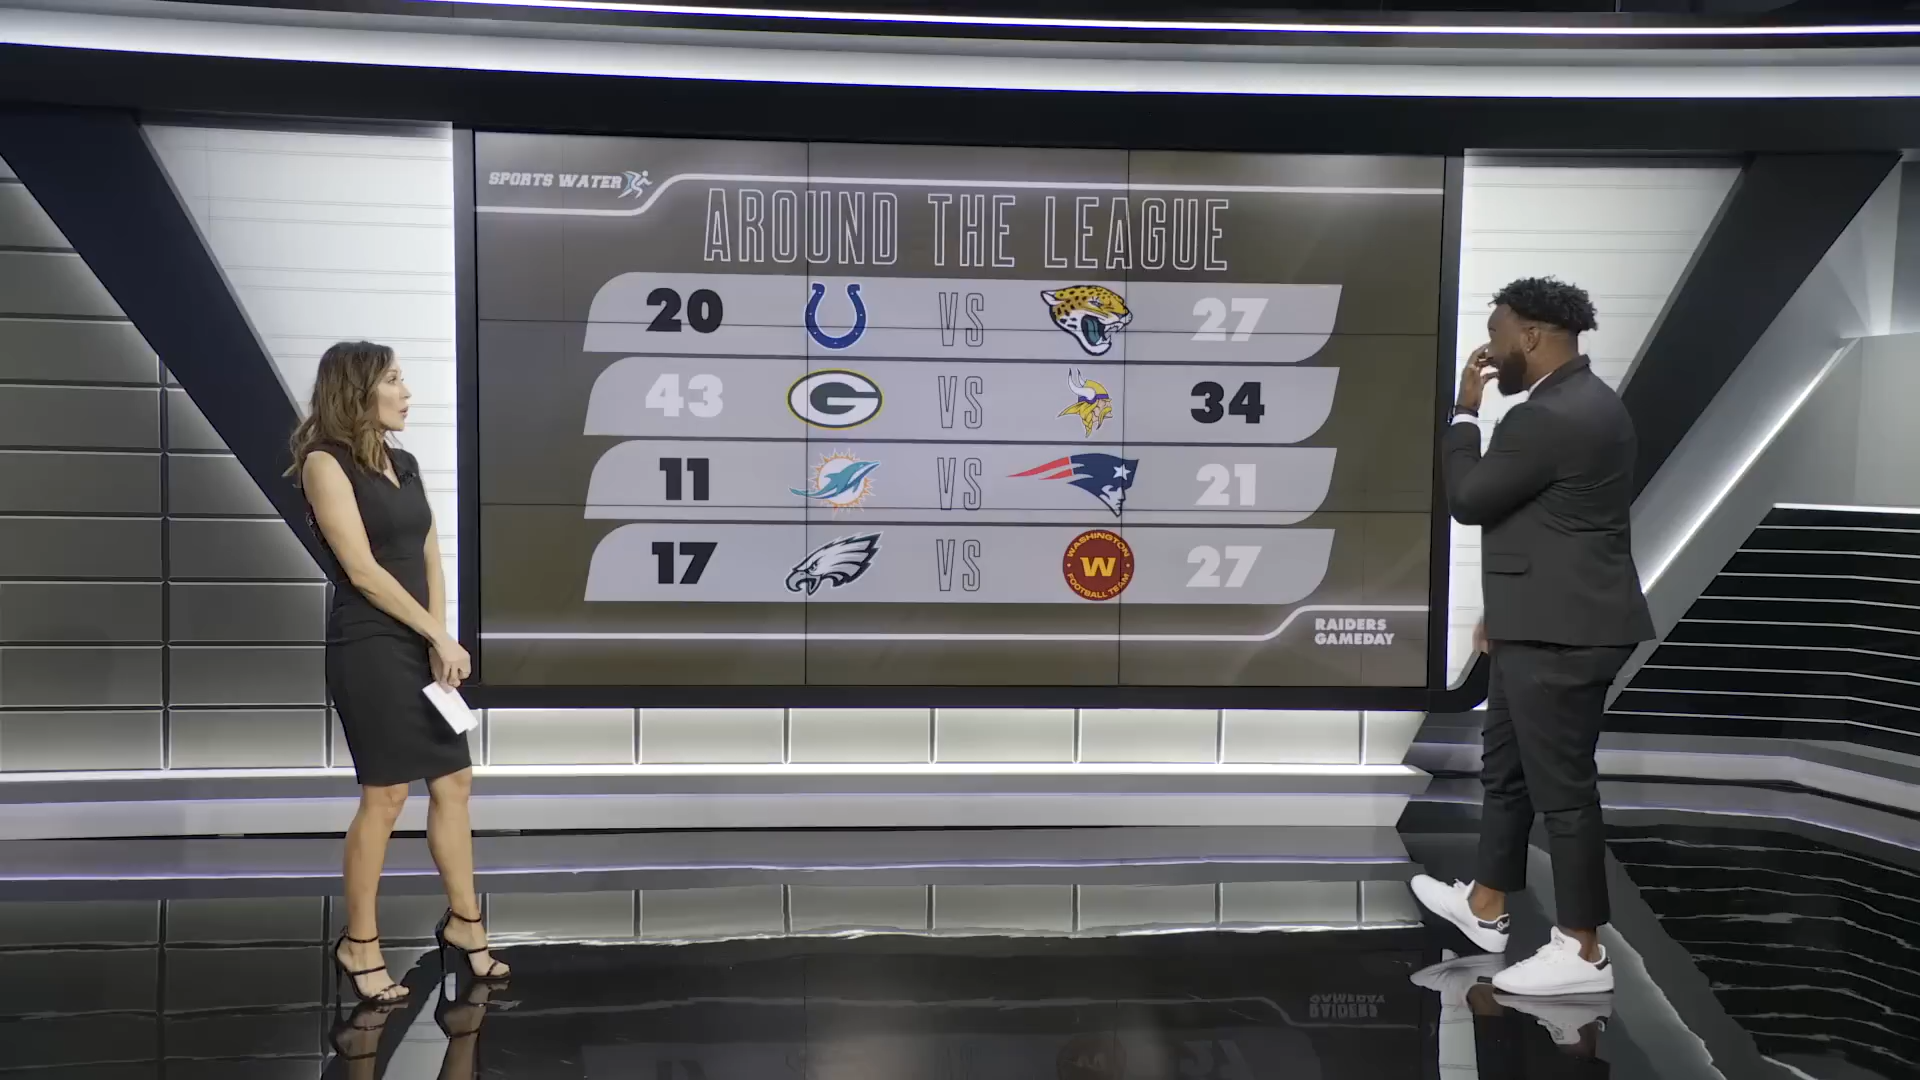 SPORTS WATER
AROUND THE LEAGUE
20 VS 27
43 G VS 34
11 VS 21
17 VS WASHINGTON W FOOTBALL TEAM 27
RAIDERS
GAMEDAY